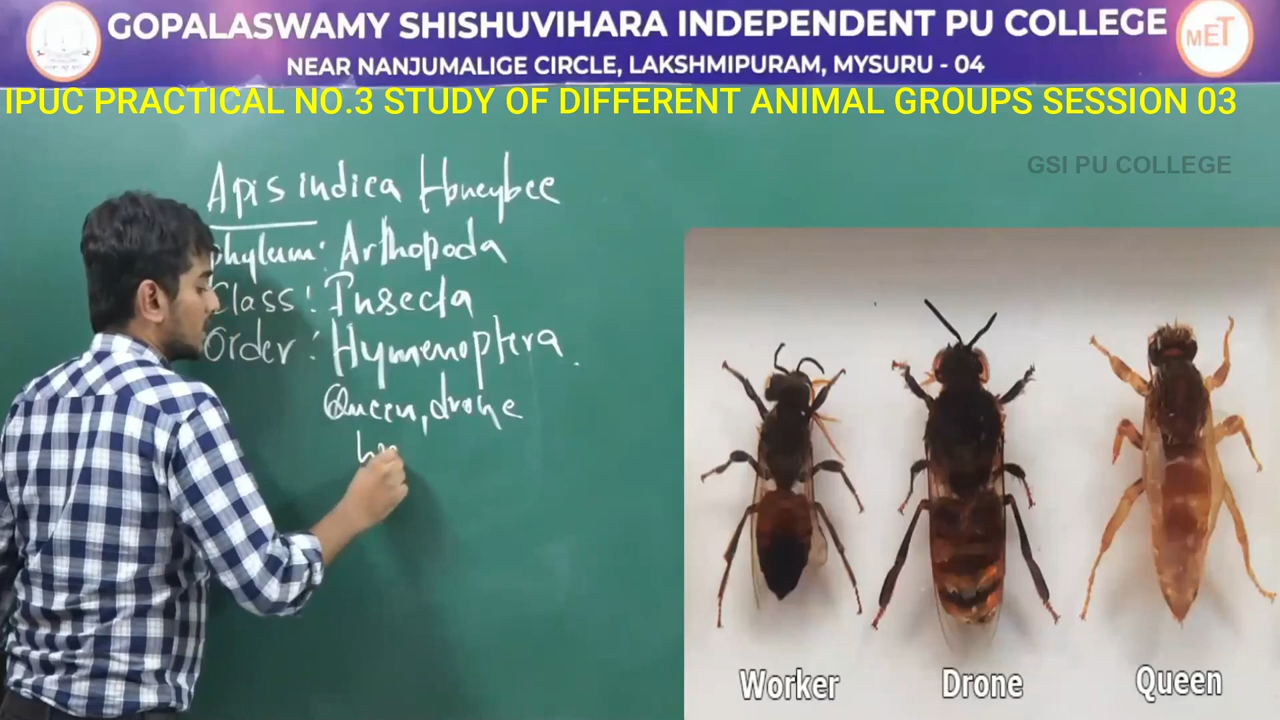 GOPALASWAMY SHISHUVIHARA INDEPENDENT PU COLLEGE
MET
NEAR NANJUMALIGE CIRCLE, LAKSHMIPURAM, MYSURU - 04
IPUC PRACTICAL NO.3 STUDY OF DIFFERENT ANIMAL GROUPS SESSION 03
GSI PU COLLEGE
Apis indica Honeybee
phylum: Arthopoda
Class: Insecta
Order: Hymenoptera.
Queen, drone
Worker Drone Queen